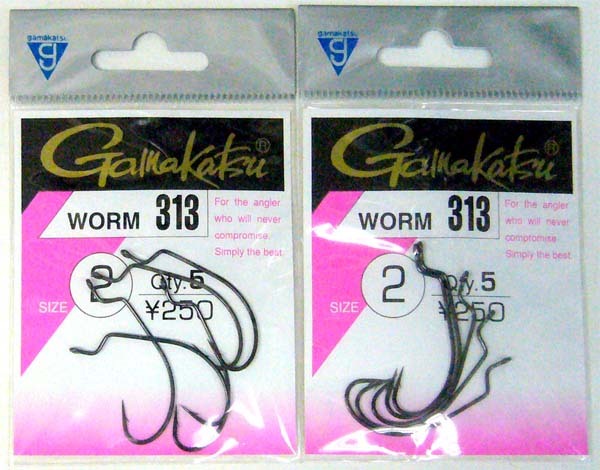 gamakatsu
g
Gamakatsu®
WORM 313
For the angler
who will never
compromise.
Simply the best.
SIZE 2
Qty.5
¥250
gamakatsu
g
Gamakatsu®
WORM 313
For the angler
who will never
compromise.
Simply the best.
SIZE 2
Qty.5
¥250